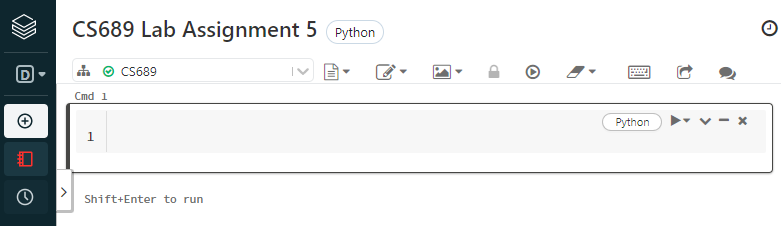 CS689 Lab Assignment 5 Python
D
CS689
Cmd 1
Python
1
Shift+Enter to run